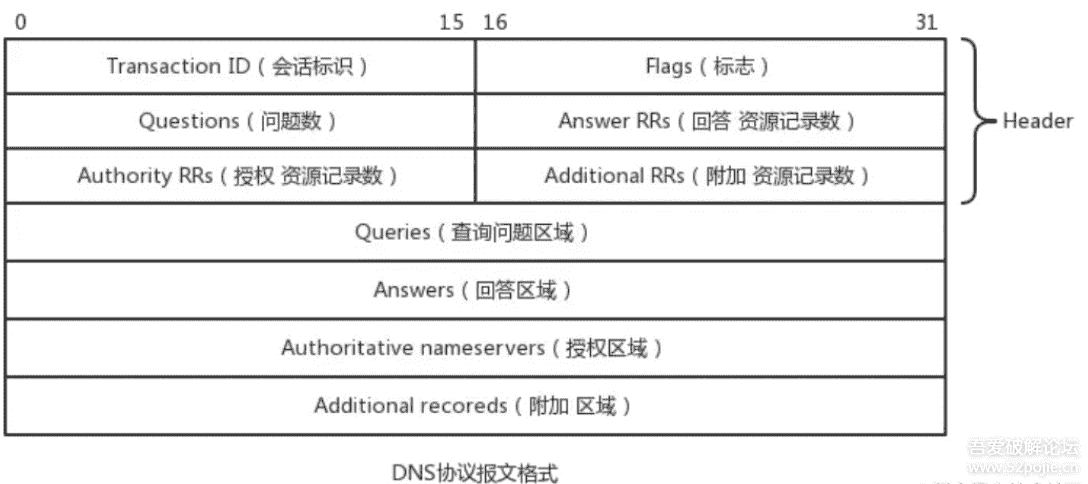 0 15 16 31
Transaction ID（会话标识） Flags（标志）
Questions（问题数） Answer RRs（回答 资源记录数） Header
Authority RRs（授权 资源记录数） Additional RRs（附加 资源记录数）
Queries（查询问题区域）
Answers（回答区域）
Authoritative nameservers（授权区域）
Additional recoreds（附加 区域）
吾爱破解论坛
www.52pojie.cn
DNS协议报文格式